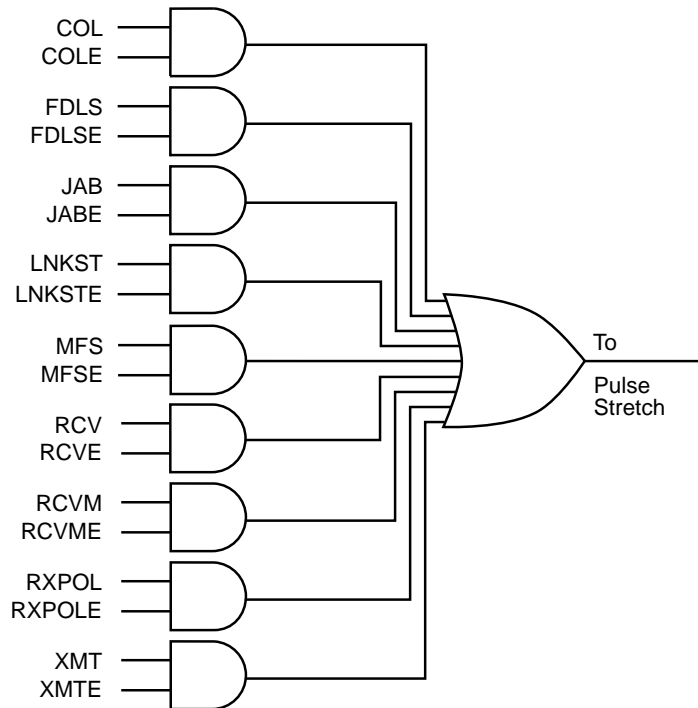 COL
COLE
FDLS
FDLSE
JAB
JABE
LNKST
LNKSTE
MFS
MFSE
RCV
RCVE
RCVM
RCVME
RXPOL
RXPOLE
XMT
XMTE
To
Pulse
Stretch